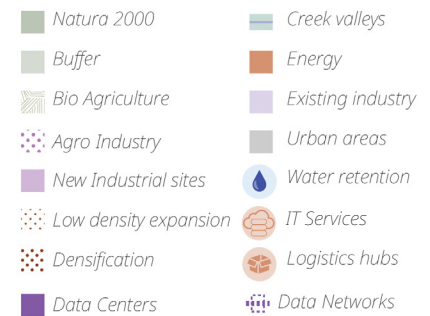 Natura 2000
Buffer
Bio Agriculture
Agro Industry
New Industrial sites
Low density expansion
Densification
Data Centers
Creek valleys
Energy
Existing industry
Urban areas
Water retention
IT Services
Logistics hubs
Data Networks